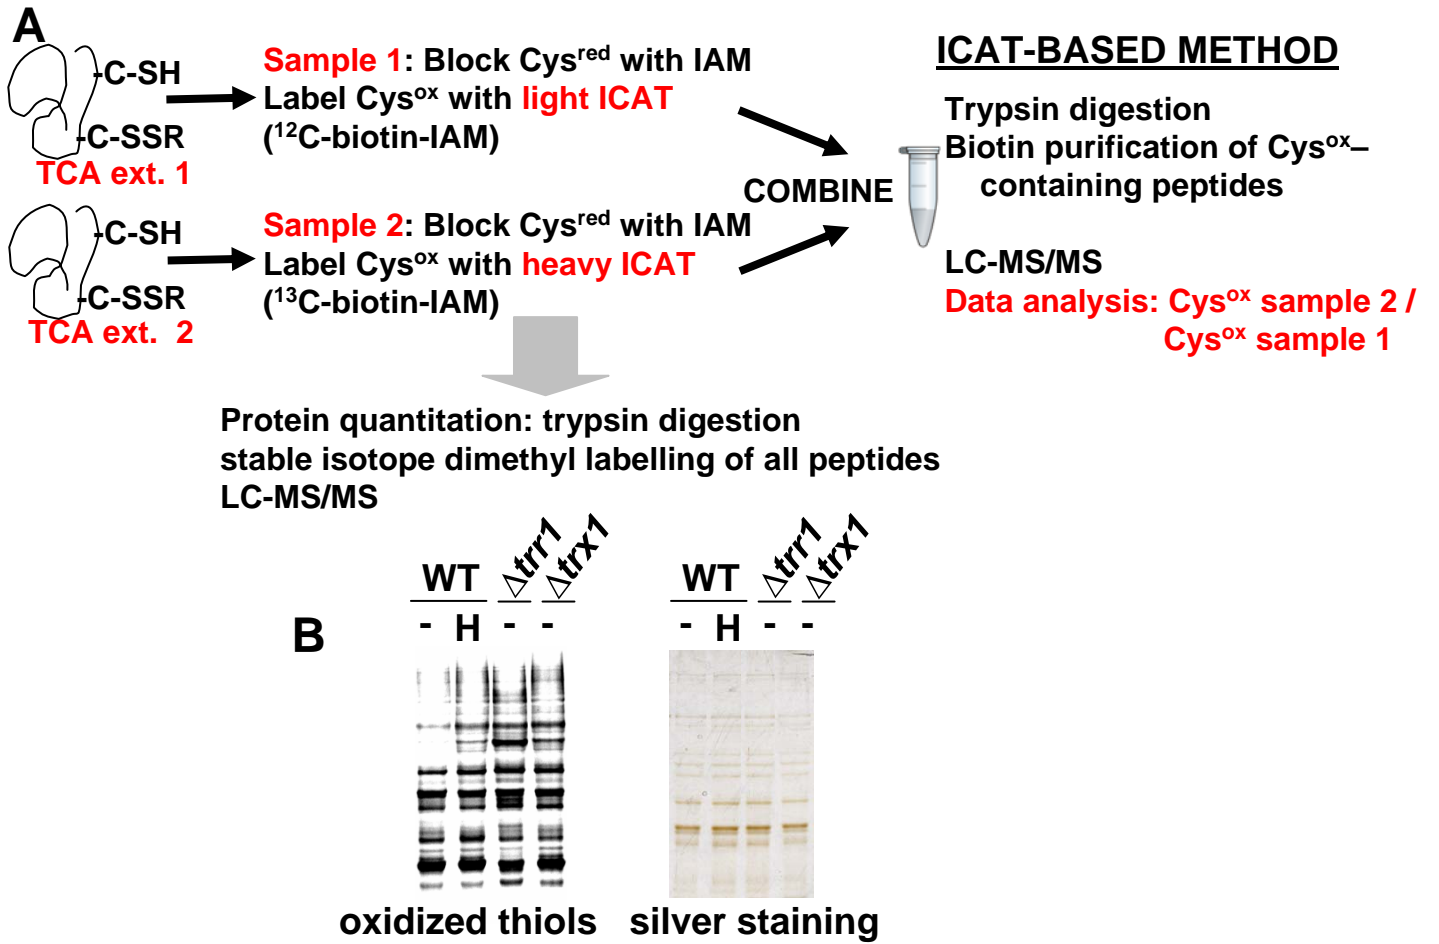 A
-C-SH
-C-SSR
TCA ext. 1
Sample 1: Block Cysʳᵉᵈ with IAM
Label Cysᵒˣ with light ICAT
(¹²C-biotin-IAM)
-C-SH
-C-SSR
TCA ext. 2
Sample 2: Block Cysʳᵉᵈ with IAM
Label Cysᵒˣ with heavy ICAT
(¹³C-biotin-IAM)
COMBINE
ICAT-BASED METHOD
Trypsin digestion
Biotin purification of Cysᵒˣ–
containing peptides
LC-MS/MS
Data analysis: Cysᵒˣ sample 2 /
Cysᵒˣ sample 1
Protein quantitation: trypsin digestion
stable isotope dimethyl labelling of all peptides
LC-MS/MS
B
WT Δtrr1 Δtrx1
- H - -
oxidized thiols
WT Δtrr1 Δtrx1
- H - -
silver staining